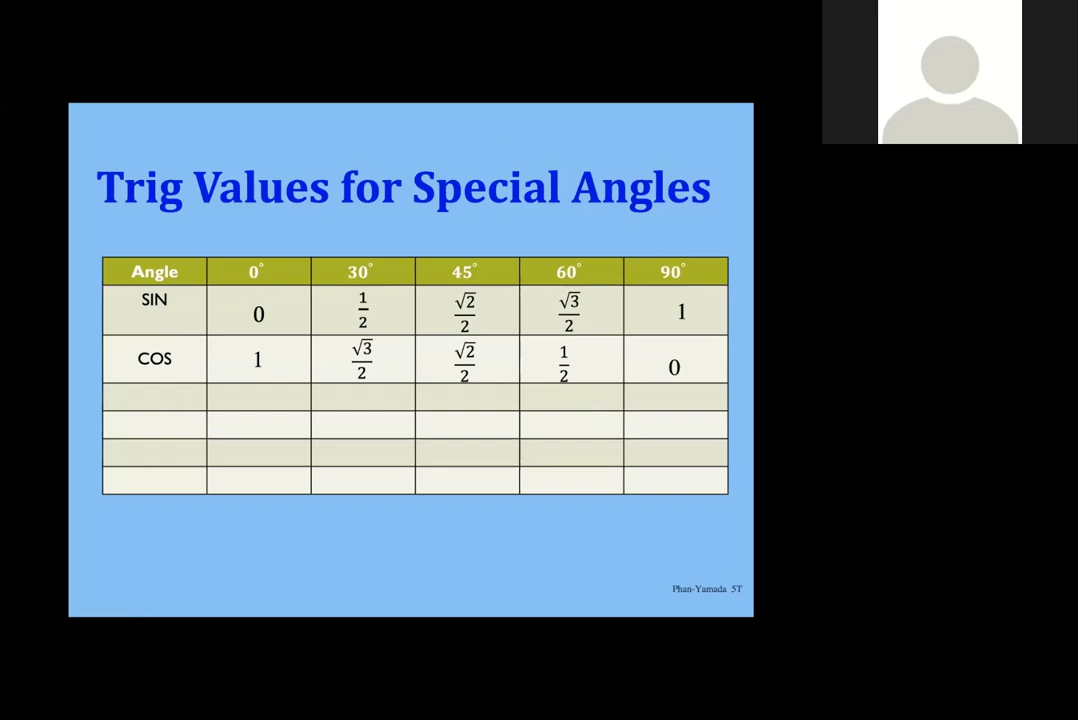 Trig Values for Special Angles
Angle 0° 30° 45° 60° 90°
SIN 0 1/2 √2/2 √3/2 1
COS 1 √3/2 √2/2 1/2 0
Phan-Yamada 5T